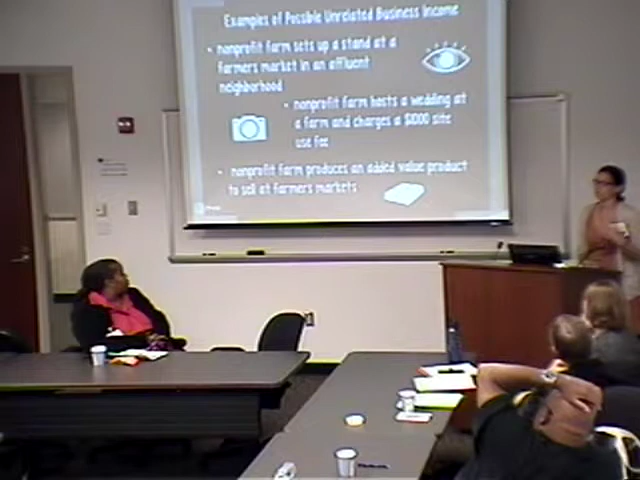 Examples of Possible Unrelated Business Income
• nonprofit farm sets up a stand at a
farmers market in an affluent
neighborhood
• nonprofit farm hosts a wedding at
a farm and charges a $1000 site
use fee
• nonprofit farm produces an added value product
to sell at farmers markets